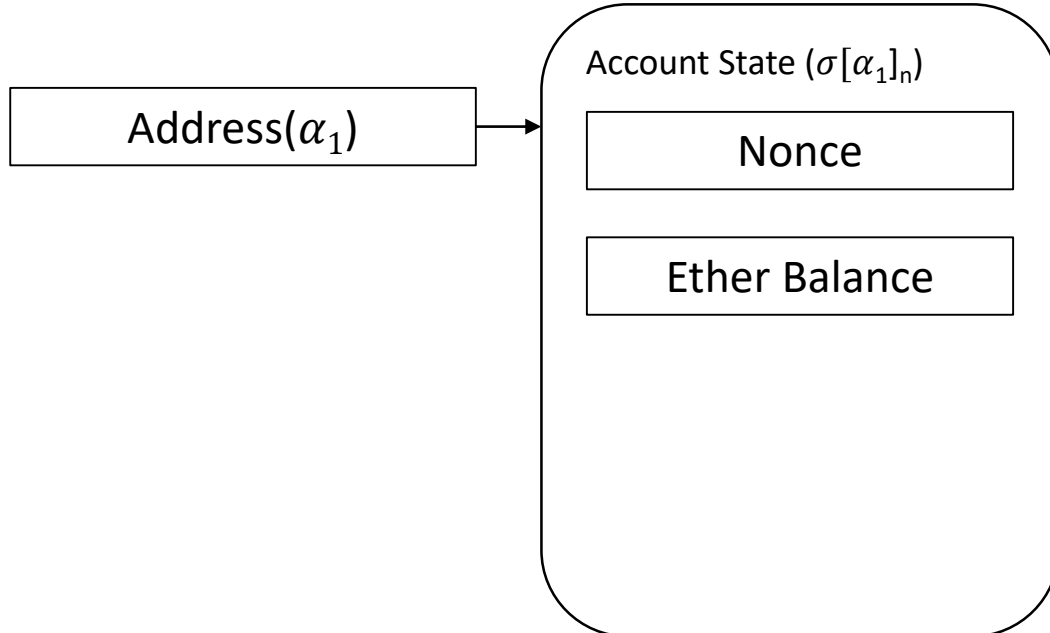 Address(𝛼₁)
Account State (𝜎[𝛼₁]ₙ)
Nonce
Ether Balance